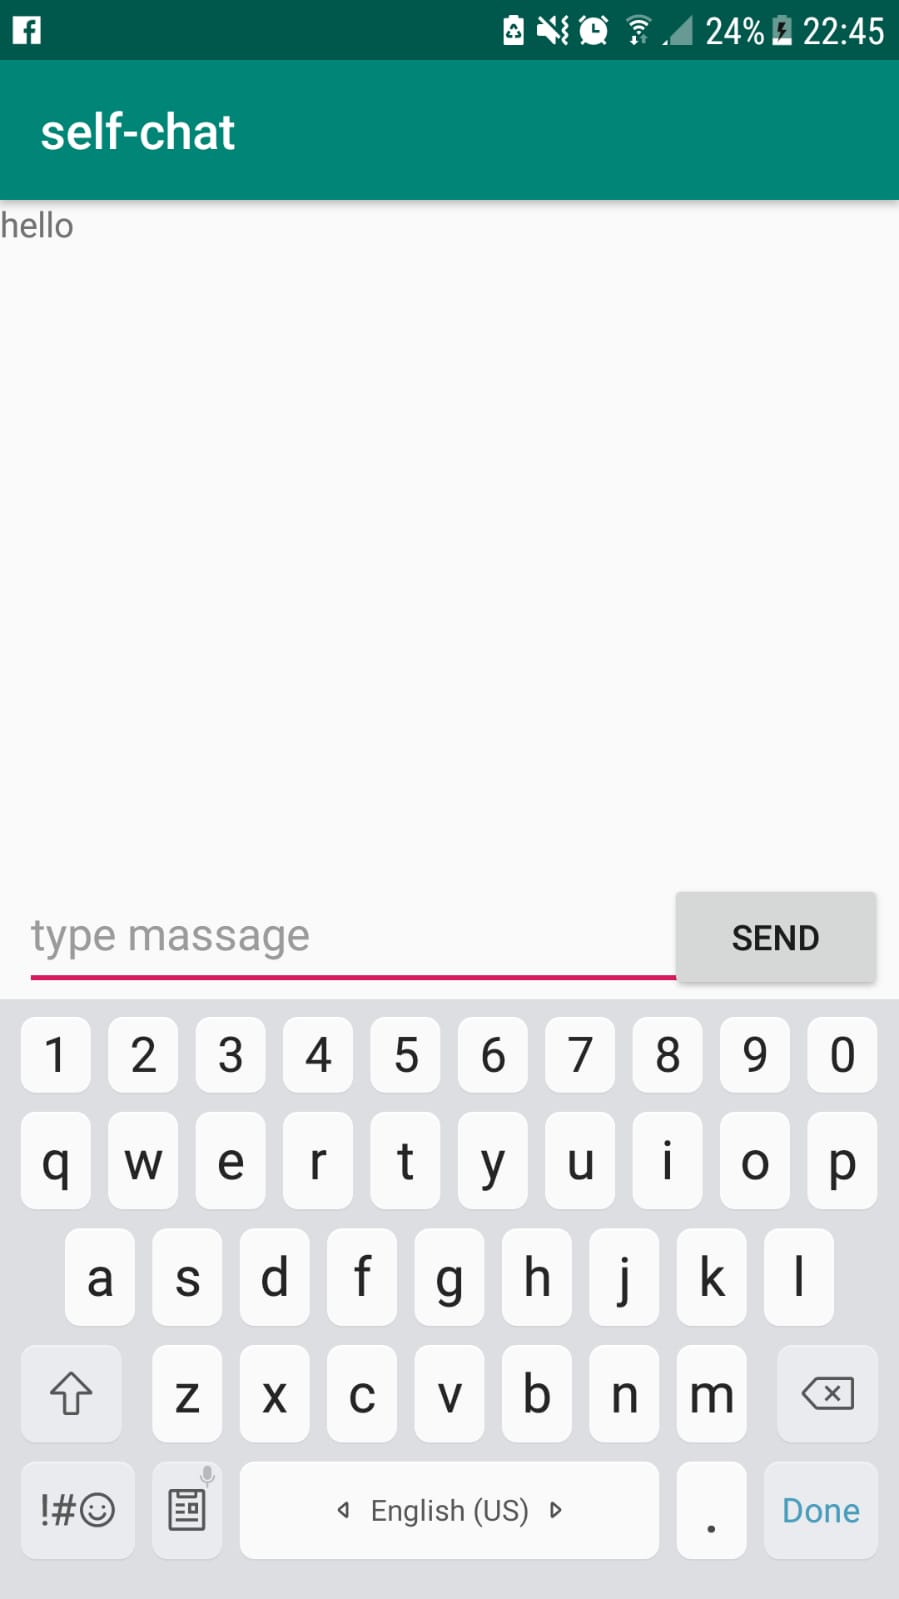 24% 22:45
self-chat
hello
type massage
SEND
1 2 3 4 5 6 7 8 9 0
q w e r t y u i o p
a s d f g h j k l
z x c v b n m
!#☺ English (US) . Done